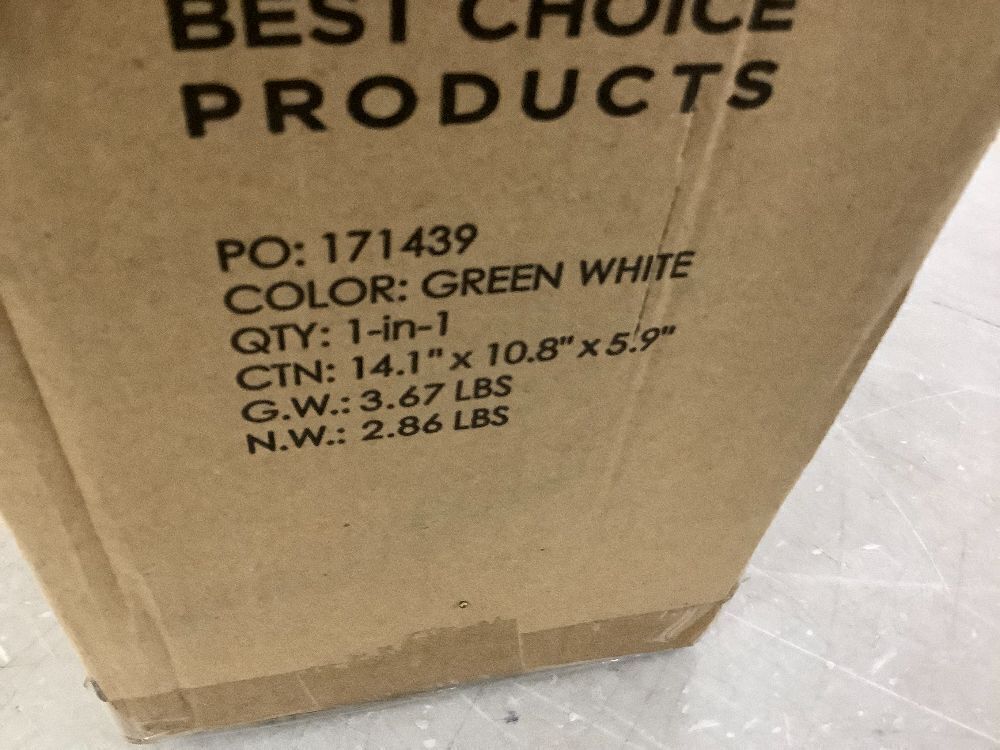 BEST CHOICE
PRODUCTS
PO: 171439
COLOR: GREEN WHITE
QTY: 1-in-1
CTN: 14.1" x 10.8" x 5.9"
G.W.: 3.67 LBS
N.W.: 2.86 LBS